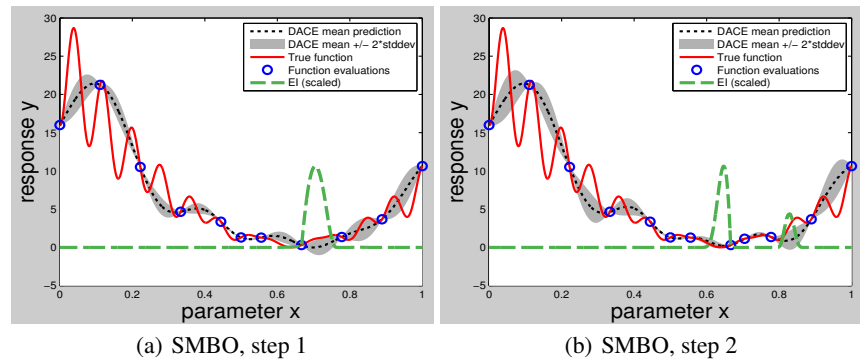 30
25
20
15
10
5
0
−5
response y
0
0.2
0.4
0.6
0.8
1
parameter x
DACE mean prediction
DACE mean +/− 2*stddev
True function
Function evaluations
EI (scaled)
(a) SMBO, step 1
30
25
20
15
10
5
0
−5
response y
0
0.2
0.4
0.6
0.8
1
parameter x
DACE mean prediction
DACE mean +/− 2*stddev
True function
Function evaluations
EI (scaled)
(b) SMBO, step 2